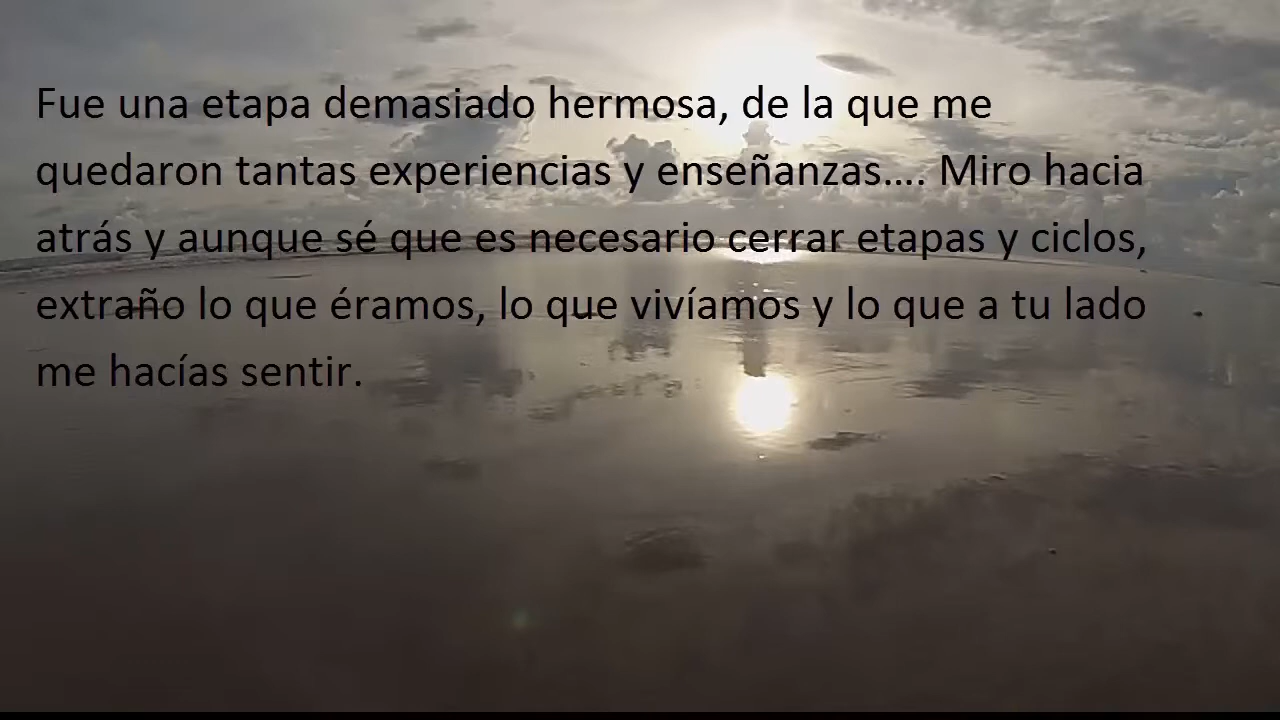 Fue una etapa demasiado hermosa, de la que me
quedaron tantas experiencias y enseñanzas.... Miro hacia
atrás y aunque sé que es necesario cerrar etapas y ciclos,
extraño lo que éramos, lo que vivíamos y lo que a tu lado
me hacías sentir.